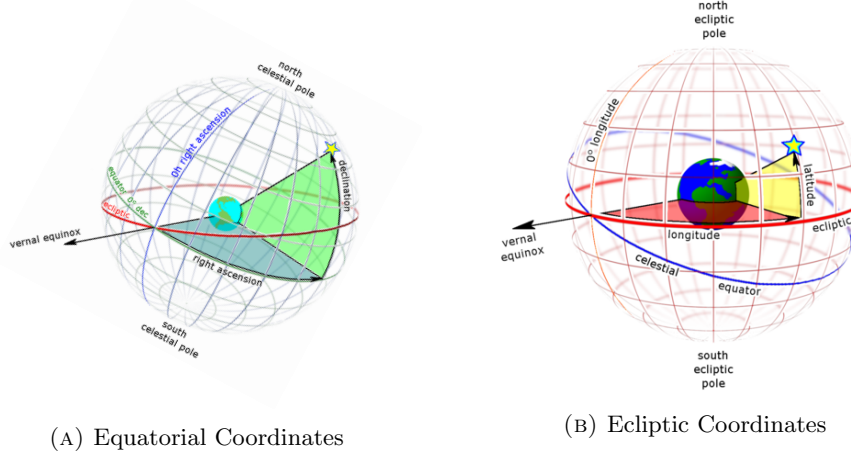 north
celestial pole
0h right ascension
equator 0° dec
ecliptic
declination
vernal equinox
right ascension
south
celestial pole
(A) Equatorial Coordinates
north
ecliptic
pole
0° longitude
latitude
vernal
equinox
longitude
ecliptic
celestial
equator
south
ecliptic
pole
(B) Ecliptic Coordinates